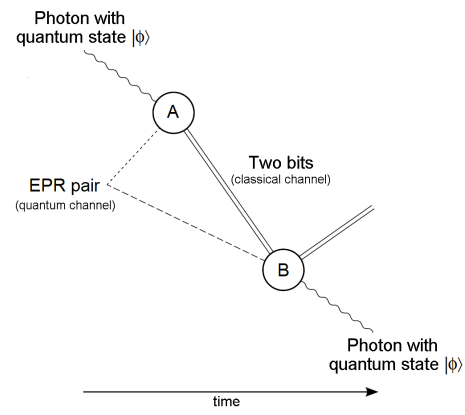 Photon with
quantum state |ϕ⟩
A
Two bits
(classical channel)
EPR pair
(quantum channel)
B
Photon with
quantum state |ϕ⟩
time